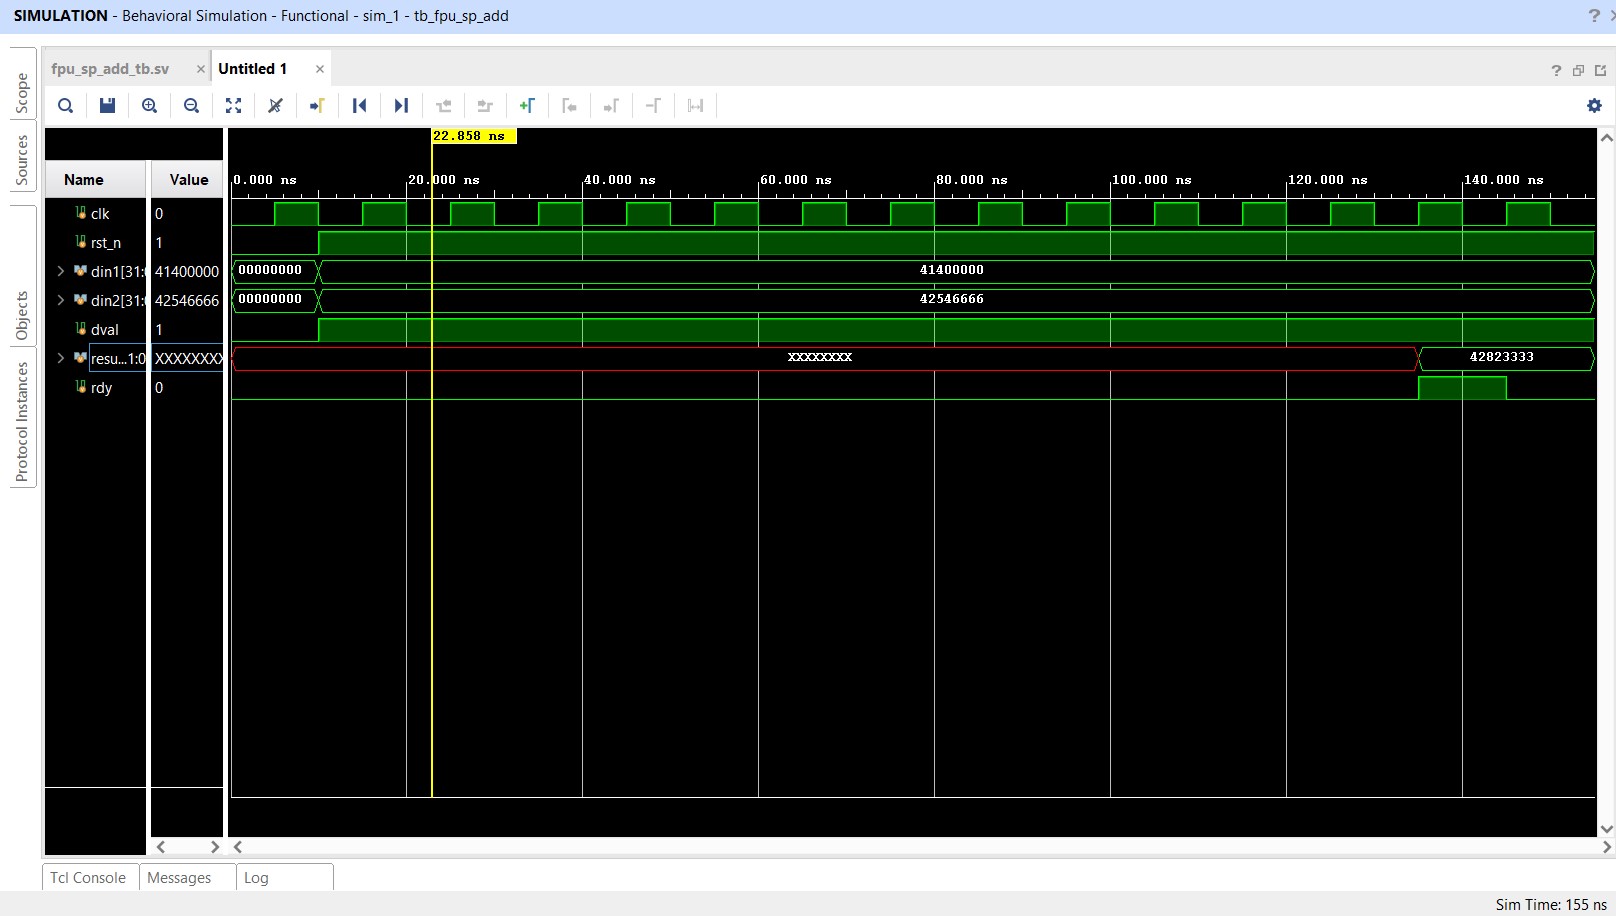 SIMULATION - Behavioral Simulation - Functional - sim_1 - tb_fpu_sp_add
?
fpu_sp_add_tb.sv
Untitled 1
?
Scope
Sources
Objects
Protocol Instances
22.858 ns
Name
Value
0.000 ns
20.000 ns
40.000 ns
60.000 ns
80.000 ns
100.000 ns
120.000 ns
140.000 ns
clk
0
rst_n
1
din1[31:0
41400000
00000000
41400000
din2[31:0
42546666
00000000
42546666
dval
1
resu...1:0
XXXXXXXX
XXXXXXXX
42823333
rdy
0
Tcl Console
Messages
Log
Sim Time: 155 ns